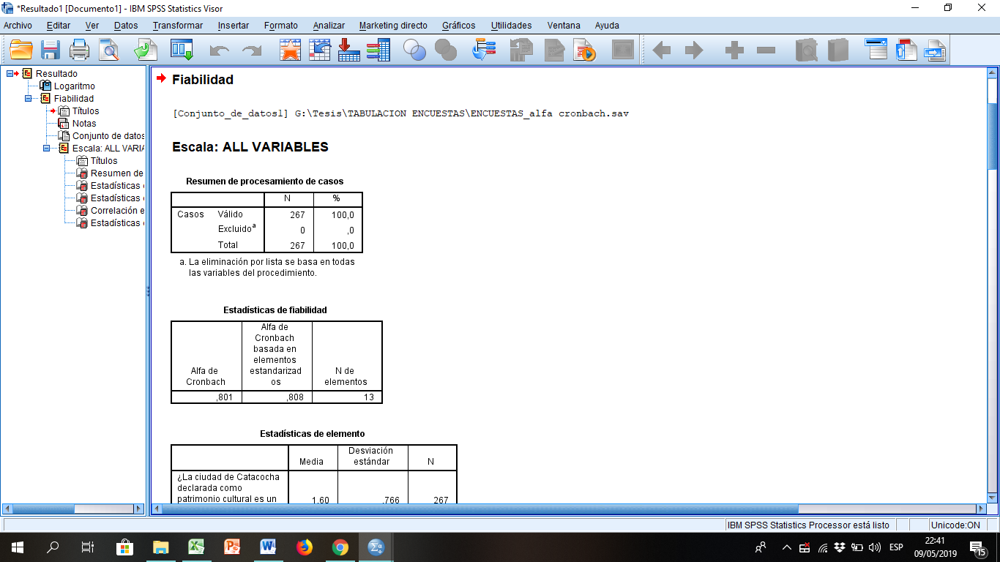 *Resultado1 [Documento1] - IBM SPSS Statistics Visor
Archivo Editar Ver Datos Transformar Insertar Formato Analizar Marketing directo Gráficos Utilidades Ventana Ayuda
Resultado
Logaritmo
Fiabilidad
Títulos
Notas
Conjunto de datos
Escala: ALL VARIA
Títulos
Resumen de
Estadísticas
Estadísticas
Correlación e
Estadísticas
Fiabilidad
[Conjunto_de_datos1] G:\Tesis\TABULACION ENCUESTAS\ENCUESTAS_alfa cronbach.sav
Escala: ALL VARIABLES
Resumen de procesamiento de casos
N %
Casos Válido 267 100,0
Excluido a 0 ,0
Total 267 100,0
a. La eliminación por lista se basa en todas
las variables del procedimiento.
Estadísticas de fiabilidad
Alfa de
Cronbach
Alfa de
Cronbach
basada en
elementos
estandarizad
os
N de
elementos
,801 ,808 13
Estadísticas de elemento
Media
Desviación
estándar
N
¿La ciudad de Catacocha
declarada como
patrimonio cultural es un
1,60 ,766 267
IBM SPSS Statistics Processor está listo Unicode:ON
ESP
22:41
09/05/2019
15